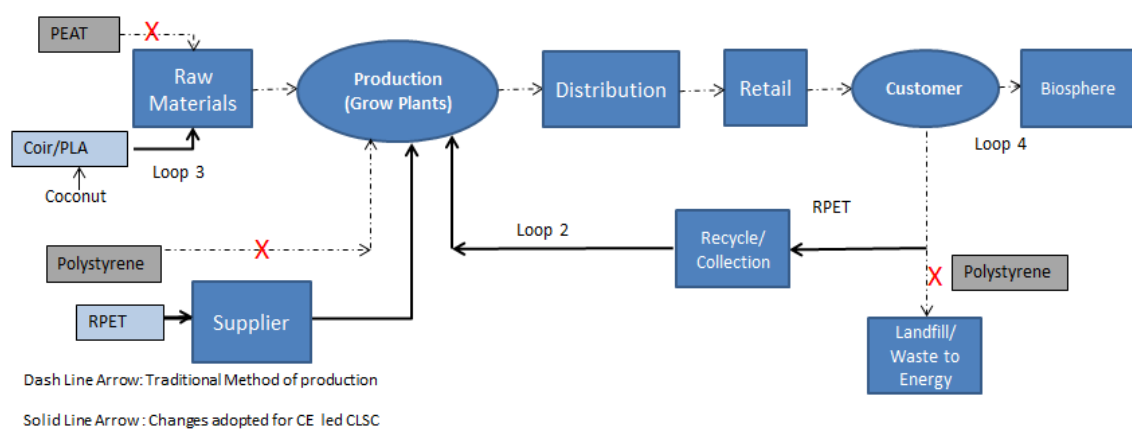 PEAT
X
Raw
Materials
Production
(Grow Plants)
Distribution
Retail
Customer
Biosphere
Loop 4
Coir/PLA
Loop 3
Coconut
RPET
Loop 2
Recycle/
Collection
Polystyrene
X
X
Polystyrene
RPET
Supplier
Landfill/
Waste to
Energy
Dash Line Arrow: Traditional Method of production
Solid Line Arrow : Changes adopted for CE led CLSC